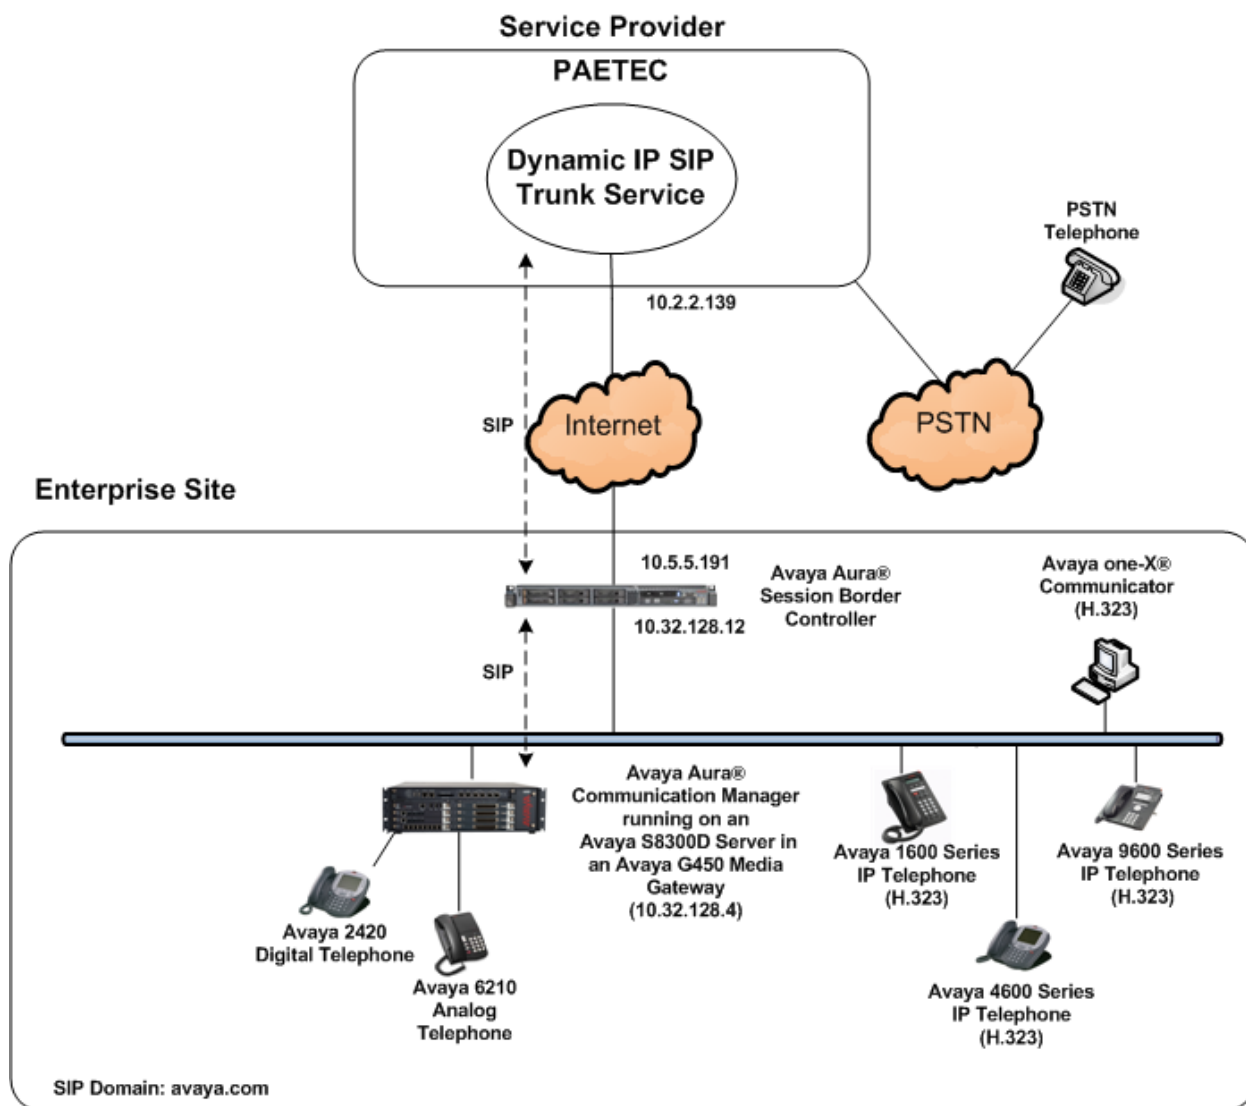 Service Provider
PAETEC
Dynamic IP SIP
Trunk Service
PSTN
Telephone
10.2.2.139
SIP
Internet
PSTN
Enterprise Site
10.5.5.191
Avaya Aura®
Session Border
Controller
Avaya one-X®
Communicator
(H.323)
10.32.128.12
SIP
Avaya Aura®
Communication Manager
running on an
Avaya S8300D Server in
an Avaya G450 Media
Gateway
(10.32.128.4)
Avaya 1600 Series
IP Telephone
(H.323)
Avaya 9600 Series
IP Telephone
(H.323)
Avaya 2420
Digital Telephone
Avaya 6210
Analog
Telephone
Avaya 4600 Series
IP Telephone
(H.323)
SIP Domain: avaya.com